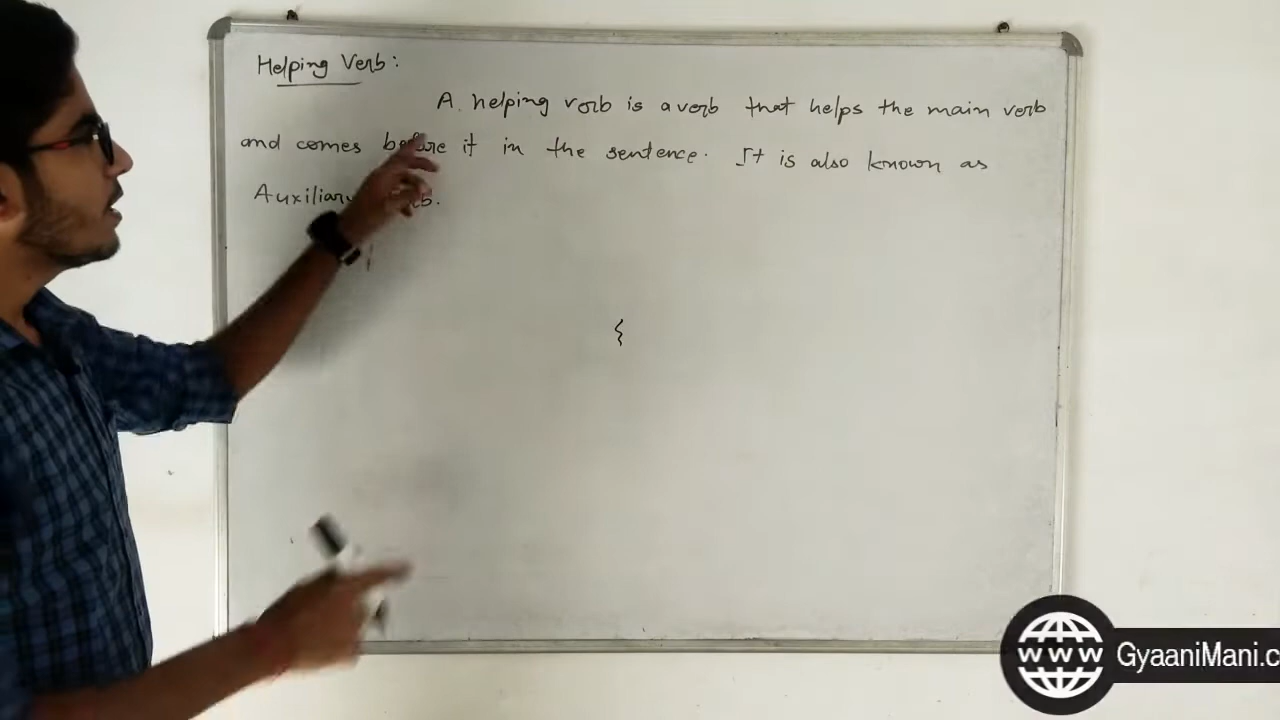 Helping Verb:
A. helping verb is a verb that helps the main verb
and comes before it in the sentence. It is also known as
Auxiliary
{
www
GyaaniMani.c